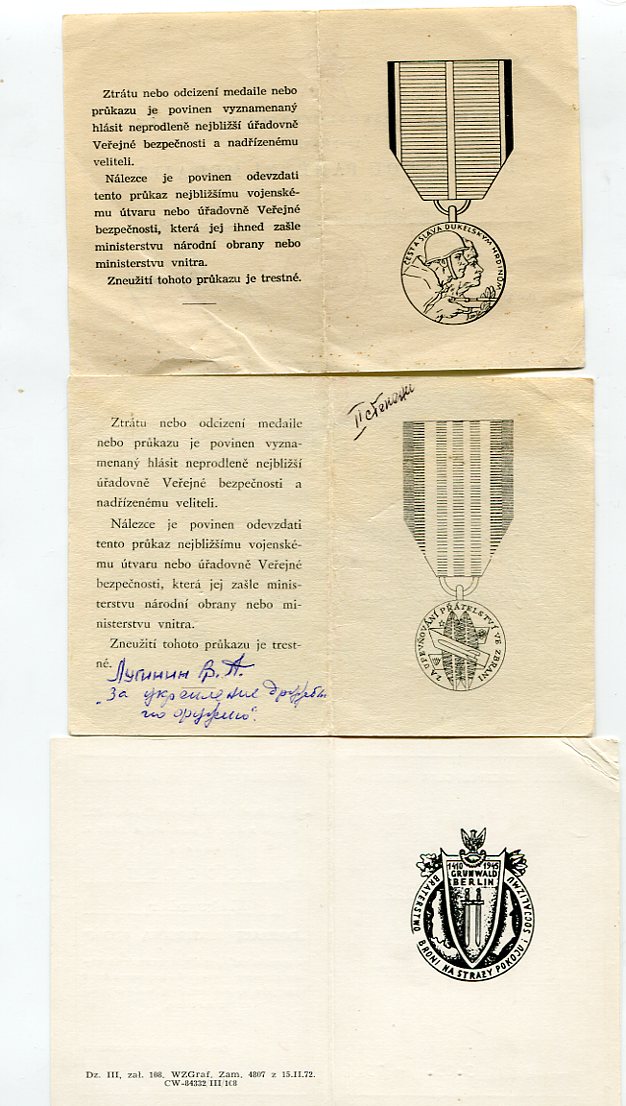 Ztrátu nebo odcizení medaile nebo
průkazu je povinen vyznamenaný
hlásit neprodleně nejbližší úřadovně
Veřejné bezpečnosti a nadřízenému
veliteli.
Nálezce je povinen odevzdati
tento průkaz nejbližšímu vojenské-
mu útvaru nebo úřadovně Veřejné
bezpečnosti, která jej ihned zašle
ministerstvu národní obrany nebo
ministerstvu vnitra.
Zneužití tohoto průkazu je trestné.
ČEST A SLÁVA DUKELSKÝM HRDINŮM
Ztrátu nebo odcizení medaile
nebo průkazu je povinen vyzna-
menaný hlásit neprodleně nejbližší
úřadovně Veřejné bezpečnosti a
nadřízenému veliteli.
Nálezce je povinen odevzdati
tento průkaz nejbližšímu vojenské-
mu útvaru nebo úřadovně Veřejné
bezpečnosti, která jej zašle minis-
terstvu národní obrany nebo mi-
nisterstvu vnitra.
Zneužití tohoto průkazu je trest-
né.
Лугинин В. А.
"За укрепление дружбы
по оружию".
II степени
ZA UPEVŇOVÁNÍ PŘÁTELSTVÍ VE ZBRANI
1410 1945
GRUNWALD
BERLIN
BRATERSTWO BRONI NA STRAŻY POKOJU i SOCJALIZMU
Dz. III, zał. 108, WZGraf. Zam. 4807 z 15.II.72.
CW-84332 III/108